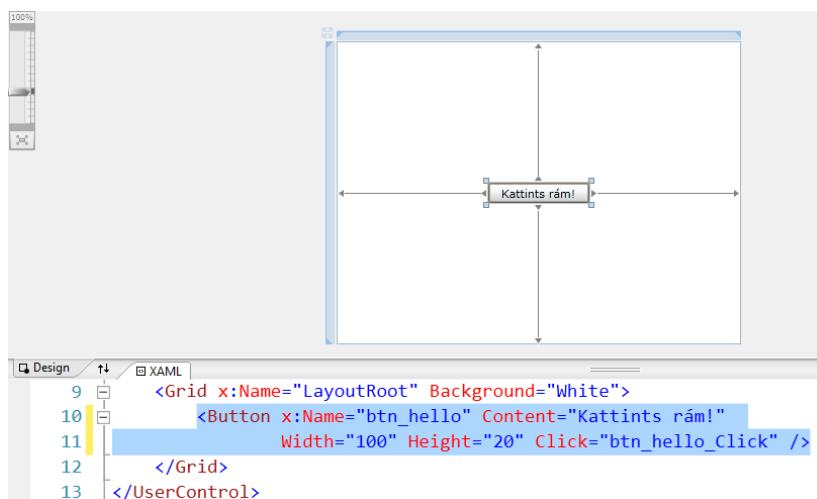 100%
Kattints rám!
Design
XAML
9 <Grid x:Name="LayoutRoot" Background="White">
10 <Button x:Name="btn_hello" Content="Kattints rám!"
11 Width="100" Height="20" Click="btn_hello_Click" />
12 </Grid>
13 </UserControl>